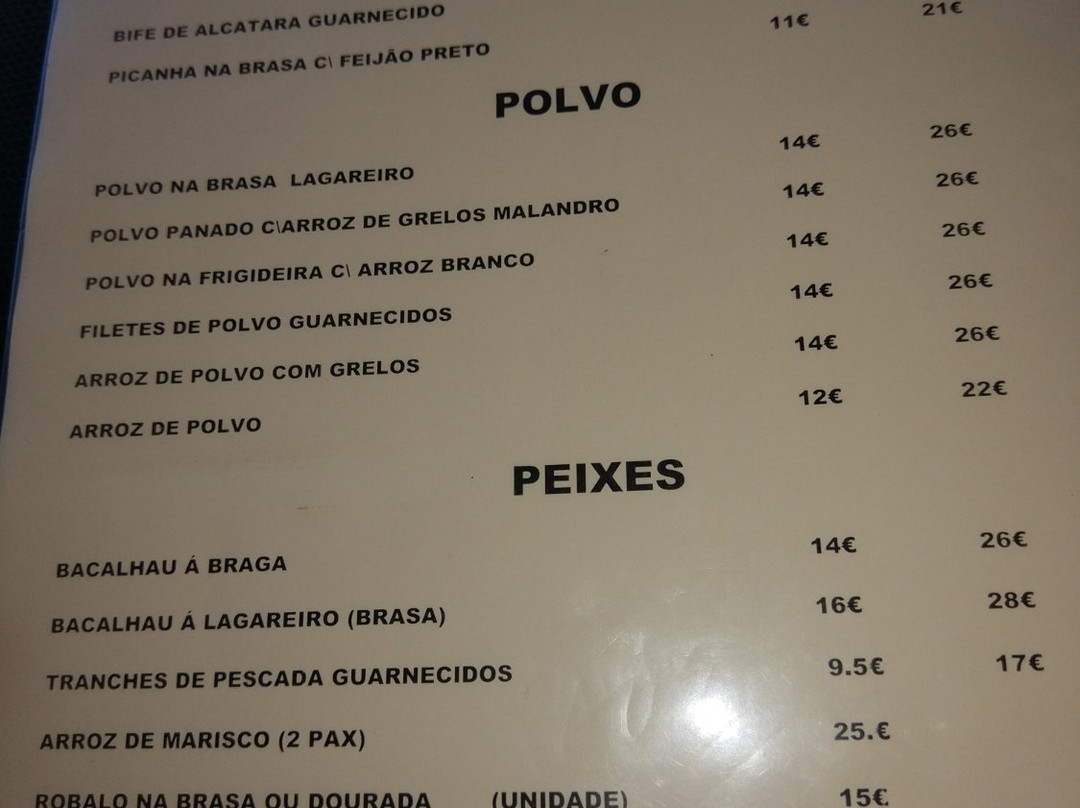 BIFE DE ALCATARA GUARNECIDO
PICANHA NA BRASA C\ FEIJÃO PRETO 11€ 21€
POLVO
POLVO NA BRASA LAGAREIRO 14€ 26€
POLVO PANADO C\ARROZ DE GRELOS MALANDRO 14€ 26€
POLVO NA FRIGIDEIRA C\ ARROZ BRANCO 14€ 26€
FILETES DE POLVO GUARNECIDOS 14€ 26€
ARROZ DE POLVO COM GRELOS 14€ 26€
ARROZ DE POLVO 12€ 22€
PEIXES
BACALHAU Á BRAGA 14€ 26€
BACALHAU Á LAGAREIRO (BRASA) 16€ 28€
TRANCHES DE PESCADA GUARNECIDOS 9.5€ 17€
ARROZ DE MARISCO (2 PAX) 25.€
ROBALO NA BRASA OU DOURADA (UNIDADE) 15€